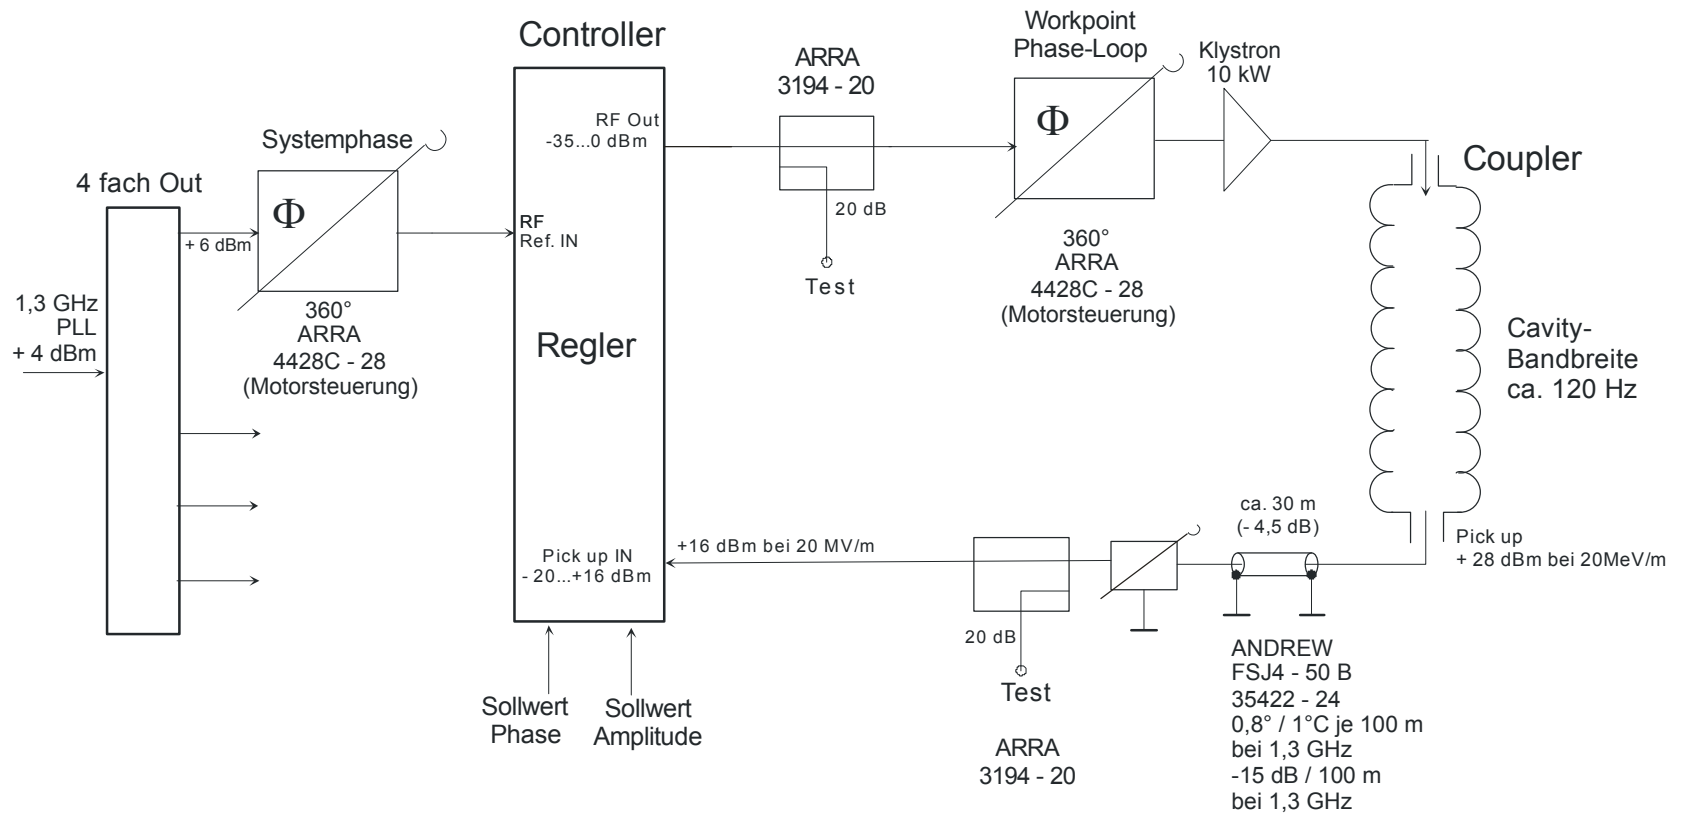 Controller
Workpoint
Phase-Loop
ARRA
3194 - 20
Klystron
10 kW
Systemphase
RF Out
-35...0 dBm
Φ
Coupler
4 fach Out
Φ
+ 6 dBm
RF
Ref. IN
20 dB
Test
360°
ARRA
4428C - 28
(Motorsteuerung)
1,3 GHz
PLL
+ 4 dBm
360°
ARRA
4428C - 28
(Motorsteuerung)
Regler
Cavity-
Bandbreite
ca. 120 Hz
ca. 30 m
(- 4,5 dB)
Pick up
+ 28 dBm bei 20MeV/m
+16 dBm bei 20 MV/m
Pick up IN
- 20...+16 dBm
20 dB
Test
ARRA
3194 - 20
ANDREW
FSJ4 - 50 B
35422 - 24
0,8° / 1°C je 100 m
bei 1,3 GHz
-15 dB / 100 m
bei 1,3 GHz
Sollwert
Phase
Sollwert
Amplitude